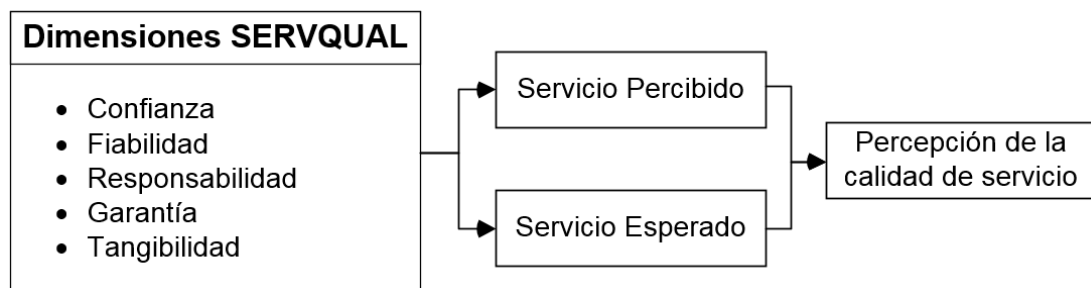 Dimensiones SERVQUAL
• Confianza
• Fiabilidad
• Responsabilidad
• Garantía
• Tangibilidad
Servicio Percibido
Servicio Esperado
Percepción de la
calidad de servicio